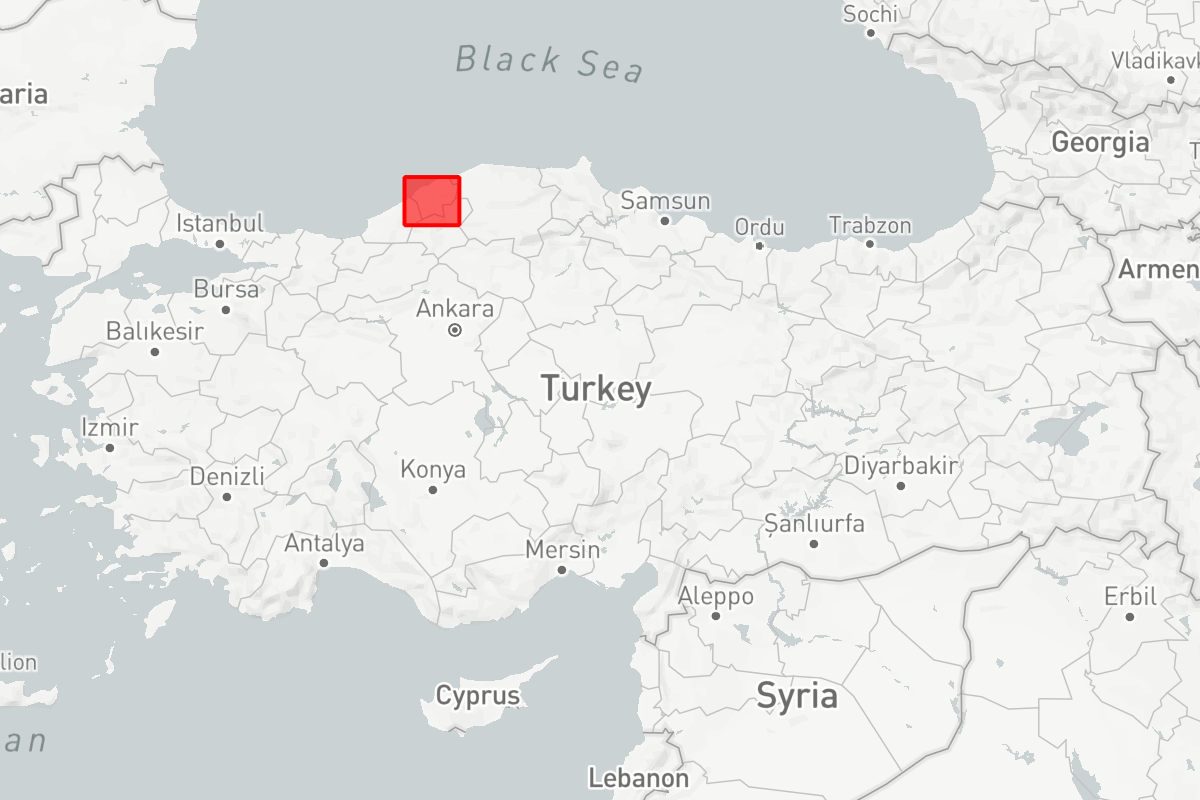 Sochi
Black Sea
Vladikavk
aria
Georgia
T
Samsun
Istanbul
Ordu
Trabzon
Armen
Bursa
Ankara
Balıkesir
Turkey
Izmir
Konya
Diyarbakir
Denizli
Şanlıurfa
Antalya
Mersin
Aleppo
Erbil
lion
Cyprus
Syria
an
Lebanon